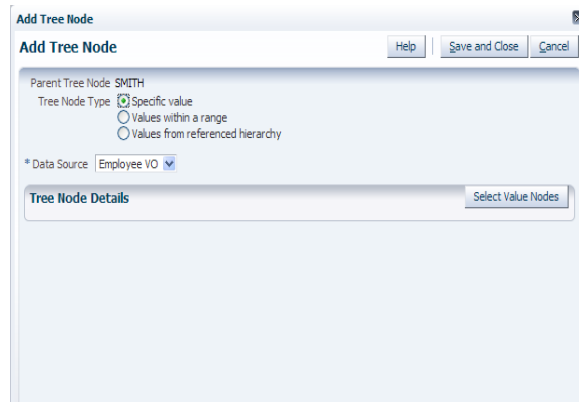 Add Tree Node
Add Tree Node
Help
Save and Close
Cancel
Parent Tree Node SMITH
Tree Node Type Specific value
Values within a range
Values from referenced hierarchy
* Data Source Employee VO
Tree Node Details
Select Value Nodes